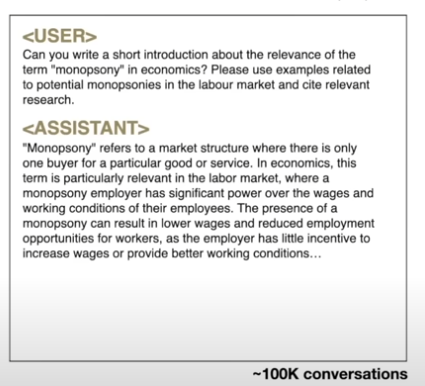 <USER>
Can you write a short introduction about the relevance of the
term "monopsony" in economics? Please use examples related
to potential monopsonies in the labour market and cite relevant
research.
<ASSISTANT>
"Monopsony" refers to a market structure where there is only
one buyer for a particular good or service. In economics, this
term is particularly relevant in the labor market, where a
monopsony employer has significant power over the wages and
working conditions of their employees. The presence of a
monopsony can result in lower wages and reduced employment
opportunities for workers, as the employer has little incentive to
increase wages or provide better working conditions...
~100K conversations